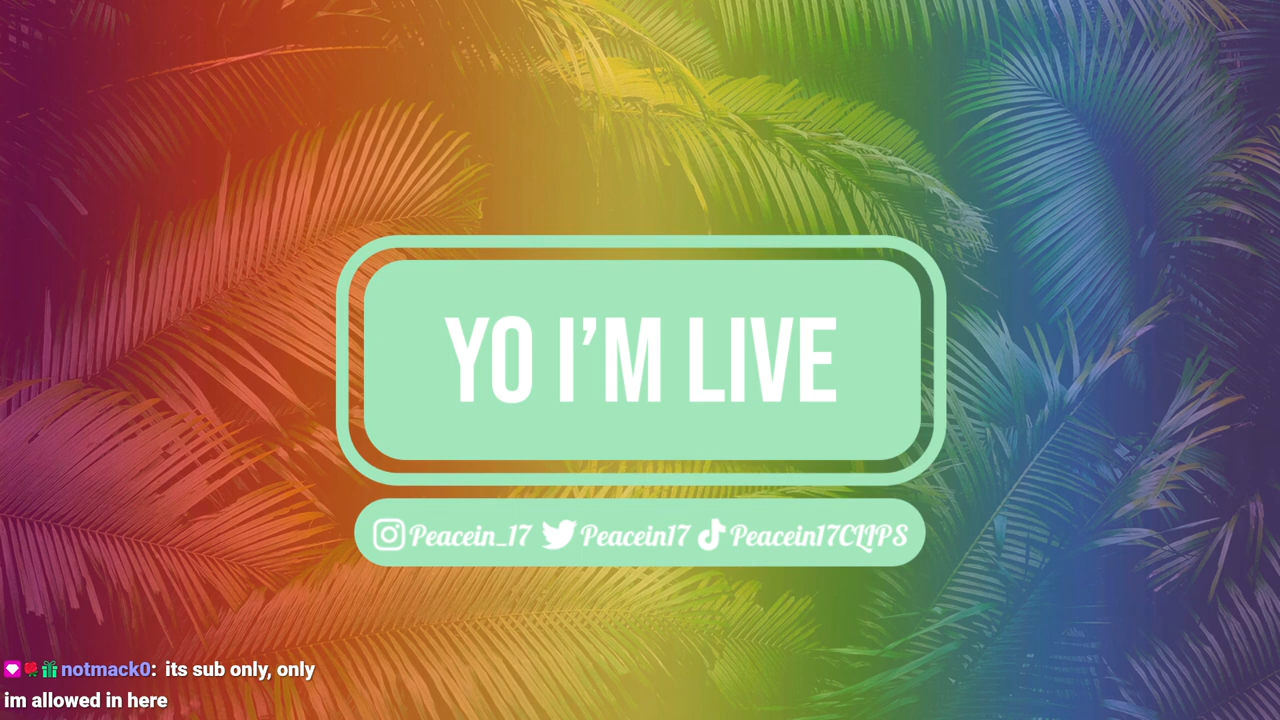 YO I’M LIVE
Peacein_17 Peacein17 Peacein17CLIPS
notmack0: its sub only, only
im allowed in here